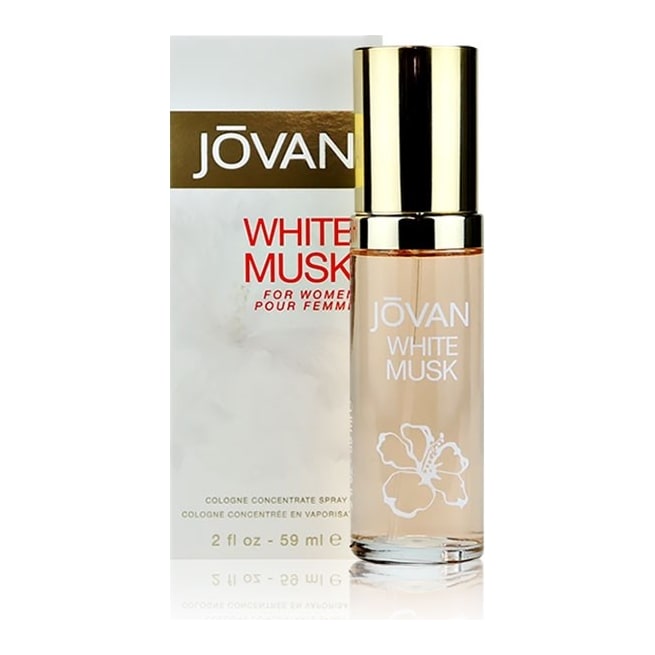 JŌVAN
WHITE
MUSK
FOR WOMEN
POUR FEMME
COLOGNE CONCENTRATE SPRAY
COLOGNE CONCENTRÉE EN VAPORISAT
2 fl oz - 59 ml e
JŌVAN
WHITE
MUSK